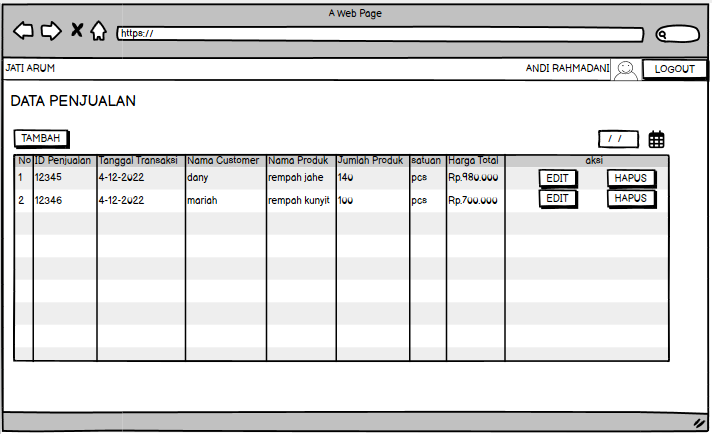 A Web Page
https://
JATI ARUM ANDI RAHMADANI LOGOUT
DATA PENJUALAN
TAMBAH / /
No ID Penjualan Tanggal Transaksi Nama Customer Nama Produk Jumlah Produk satuan Harga Total aksi
1 12345 4-12-2022 dany rempah jahe 140 pcs Rp.980.000 EDIT HAPUS
2 12346 4-12-2022 mariah rempah kunyit 100 pcs Rp.700.000 EDIT HAPUS